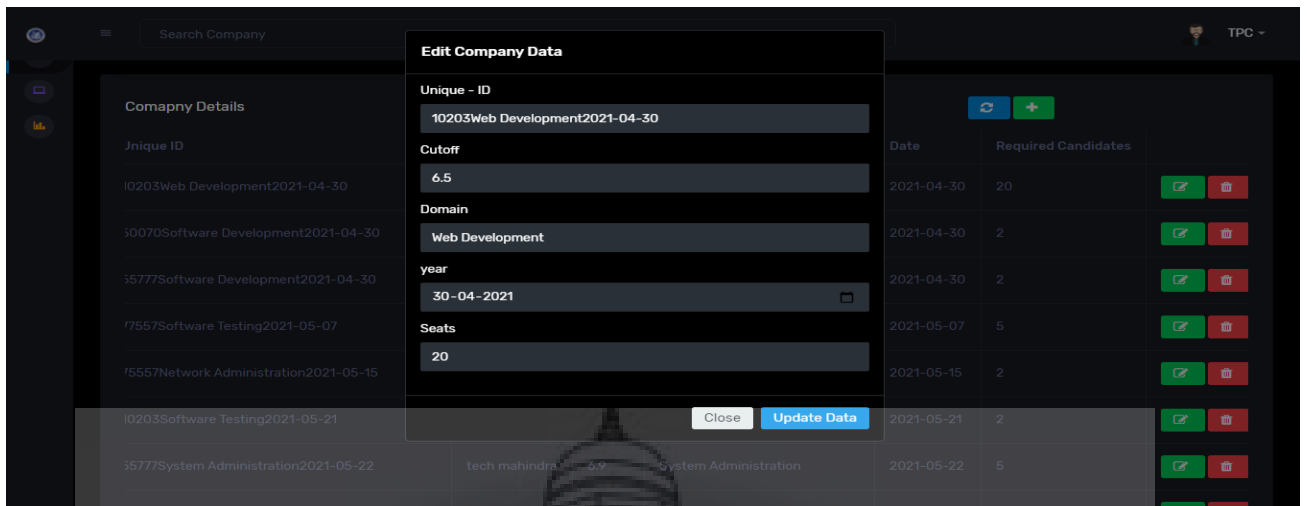 Search Company
TPC
Edit Company Data
Unique - ID
10203Web Development2021-04-30
Cutoff
6.5
Domain
Web Development
year
30-04-2021
Seats
20
Close Update Data
Comapny Details
Unique ID Date Required Candidates
10203Web Development2021-04-30 2021-04-30 20
50070Software Development2021-04-30 2021-04-30 2
55777Software Development2021-04-30 2021-04-30 2
77557Software Testing2021-05-07 2021-05-07 5
75557Network Administration2021-05-15 2021-05-15 2
10203Software Testing2021-05-21 2021-05-21 2
55777System Administration2021-05-22 tech mahindra 6.9 System Administration 2021-05-22 5